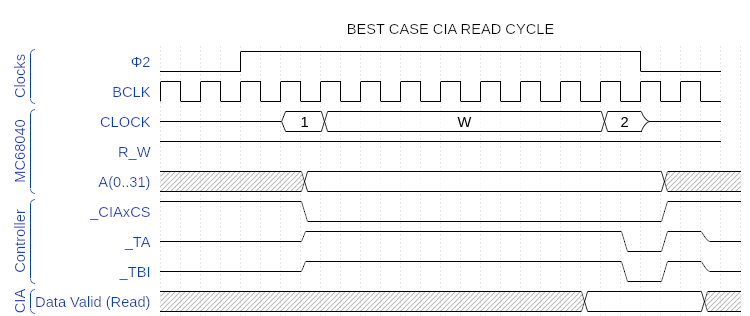 BEST CASE CIA READ CYCLE
Clocks
Φ2
BCLK
MC68040
CLOCK 1 W 2
R_W
A(0..31)
Controller
_CIAxCS
_TA
_TBI
CIA
Data Valid (Read)